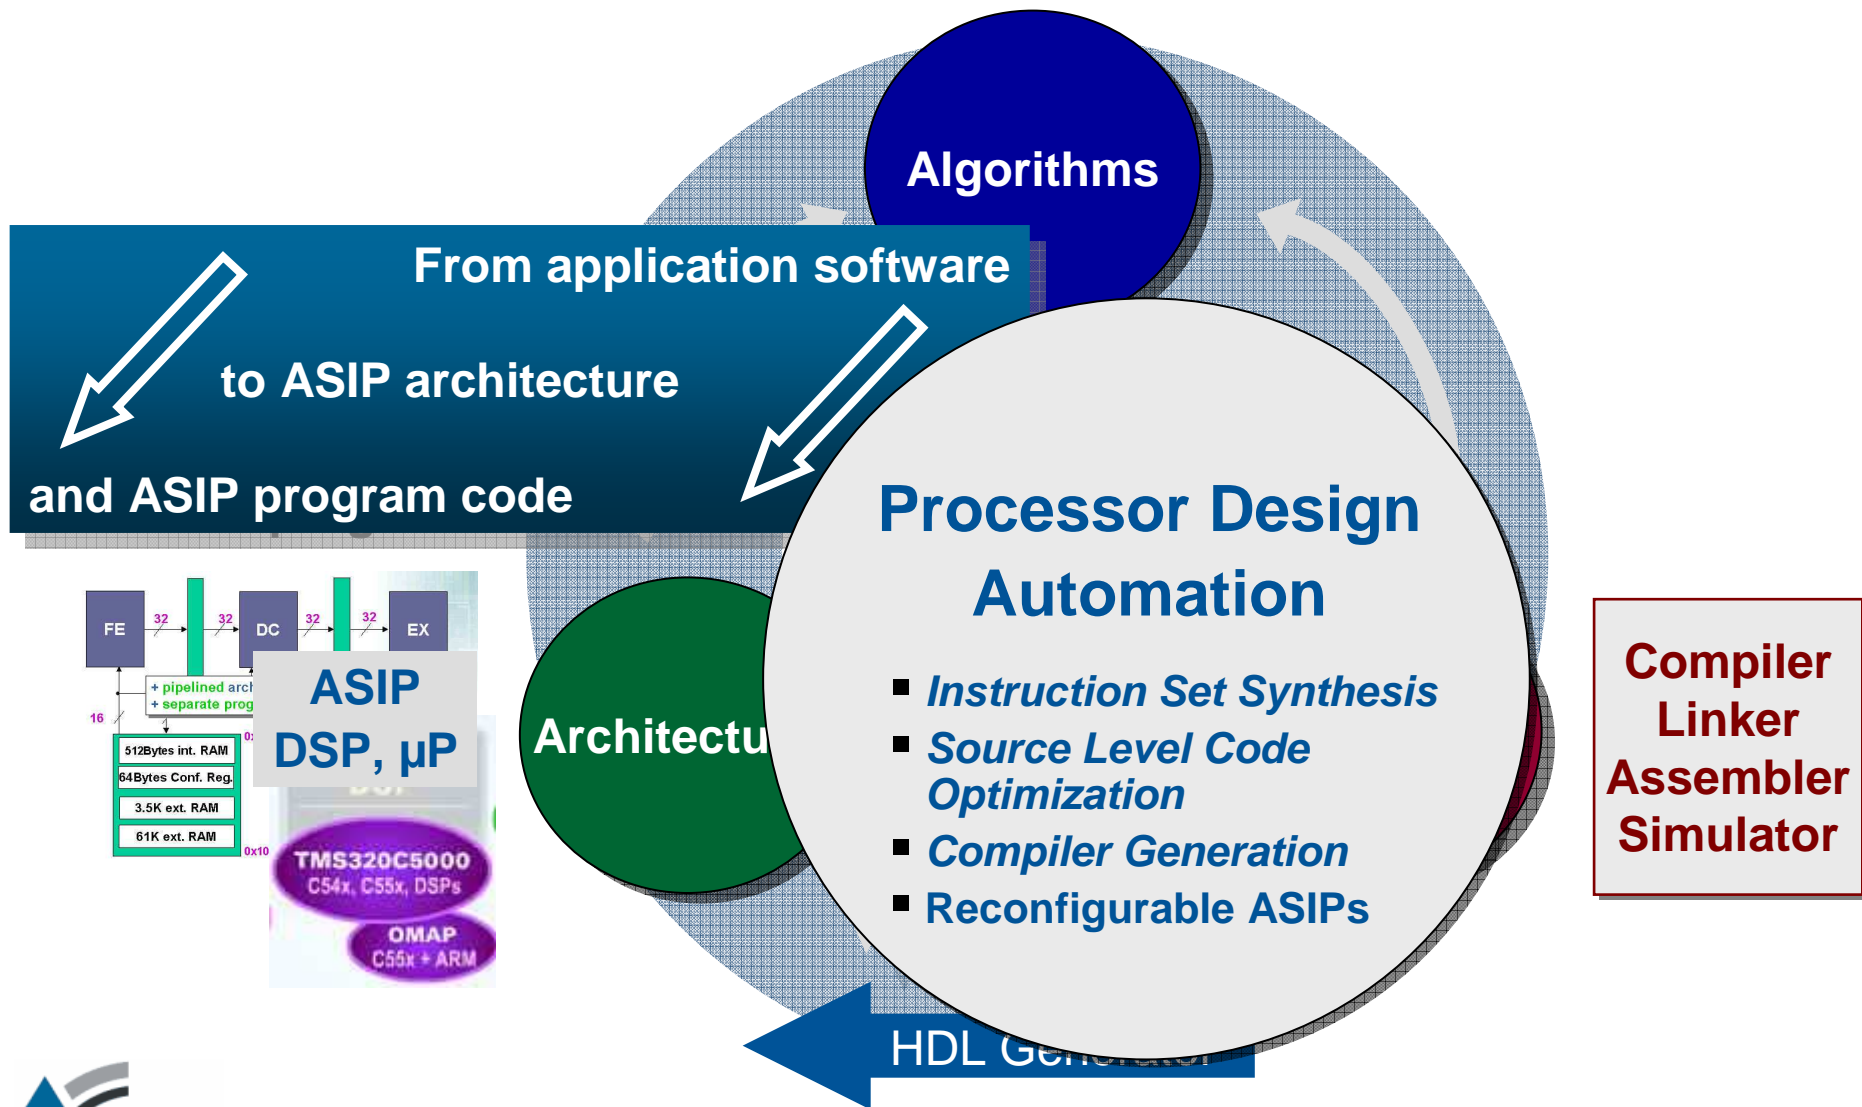 Algorithms
From application software
to ASIP architecture
and ASIP program code
Processor Design
Automation
Instruction Set Synthesis
Source Level Code
Optimization
Compiler Generation
Reconfigurable ASIPs
Architectu
FE
32
32
DC
32
32
EX
+ pipelined arch
+ separate prog
16
0x
512Bytes int. RAM
64Bytes Conf. Reg.
3.5K ext. RAM
61K ext. RAM
0x10
ASIP
DSP, µP
TMS320C5000
C54x, C55x, DSPs
OMAP
C55x + ARM
Compiler
Linker
Assembler
Simulator
HDL